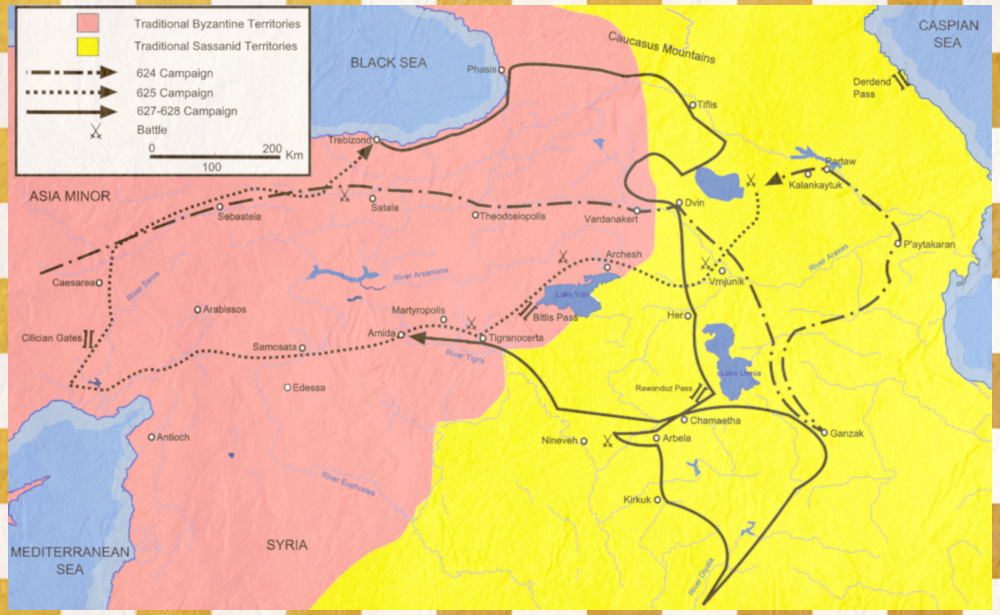 Traditional Byzantine Territories
Traditional Sassanid Territories
624 Campaign
625 Campaign
627-628 Campaign
Battle
0
200
Km
100
BLACK SEA
CASPIAN
SEA
Caucasus Mountains
Phasis
Derdend
Pass
Tiflis
Trebizond
Partaw
Kalankaytuk
ASIA MINOR
Sebasteia
Satala
Theodosiopolis
Vardanakert
Dvin
P'aytakaran
River Araxes
Archesh
Vrnjunik
River Arsanias
Caesarea
River Saros
Lake Van
Arabissos
Martyropolis
Bitlis Pass
Her
Cilician Gates
Amida
Tigranocerta
Samosata
River Tigris
Lake Urmia
Edessa
Rawanduz Pass
Chamaetha
Antioch
Nineveh
Arbela
Ganzak
River Euphrates
Kirkuk
SYRIA
MEDITERRANEAN
SEA
River Diyala